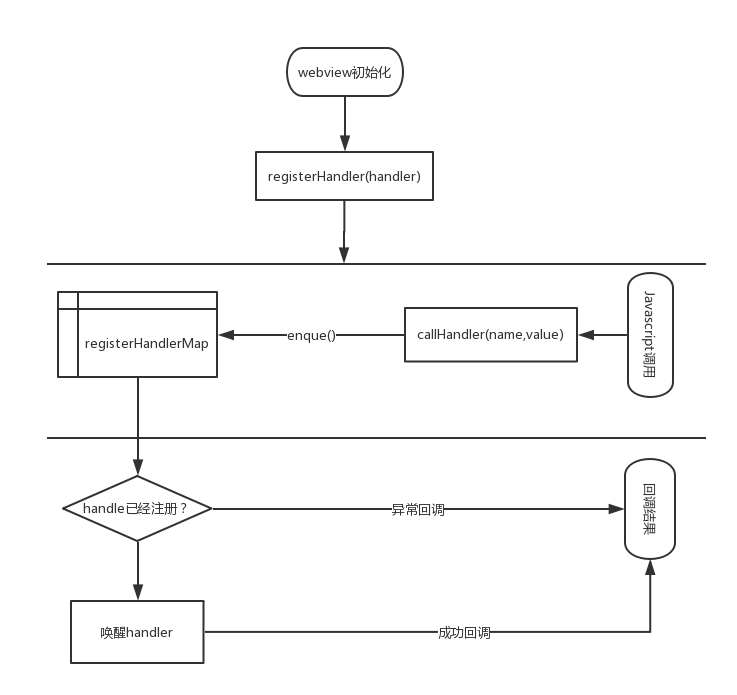 webview初始化
registerHandler(handler)
registerHandlerMap
enque()
callHandler(name,value)
Javascript调用
handle已经注册？
异常回调
回调结果
唤醒handler
成功回调